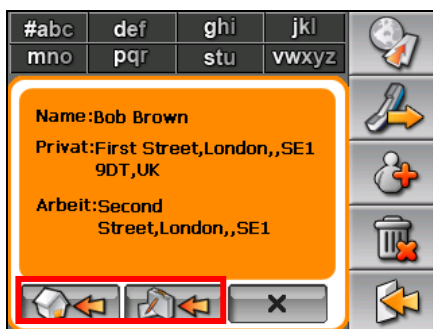 #abc def ghi jkl
mno pqr stu vwxyz
Name:Bob Brown
Privat:First Street,London,,SE1
9DT,UK
Arbeit:Second
Street,London,,SE1
X